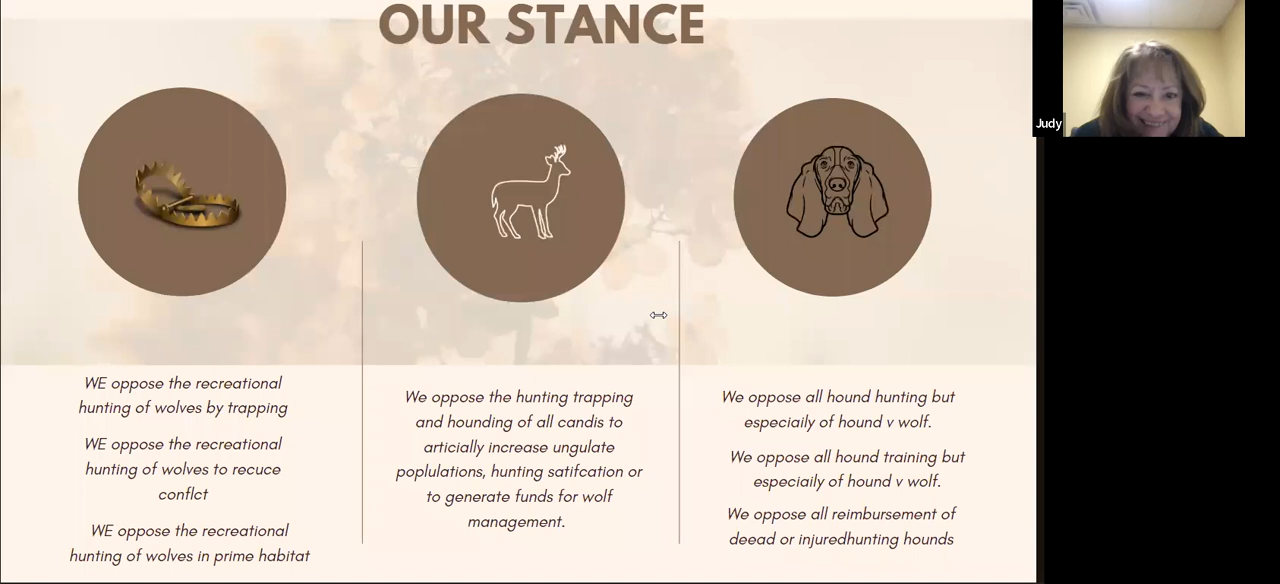 OUR STANCE
WE oppose the recreational
hunting of wolves by trapping
WE oppose the recreational
hunting of wolves to recuce
conflct
WE oppose the recreational
hunting of wolves in prime habitat
We oppose the hunting trapping
and hounding of all candis to
articially increase ungulate
poplulations, hunting satifcation or
to generate funds for wolf
management.
We oppose all hound hunting but
especiaily of hound v wolf.
We oppose all hound training but
especiaily of hound v wolf.
We oppose all reimbursement of
deead or injuredhunting hounds
Judy